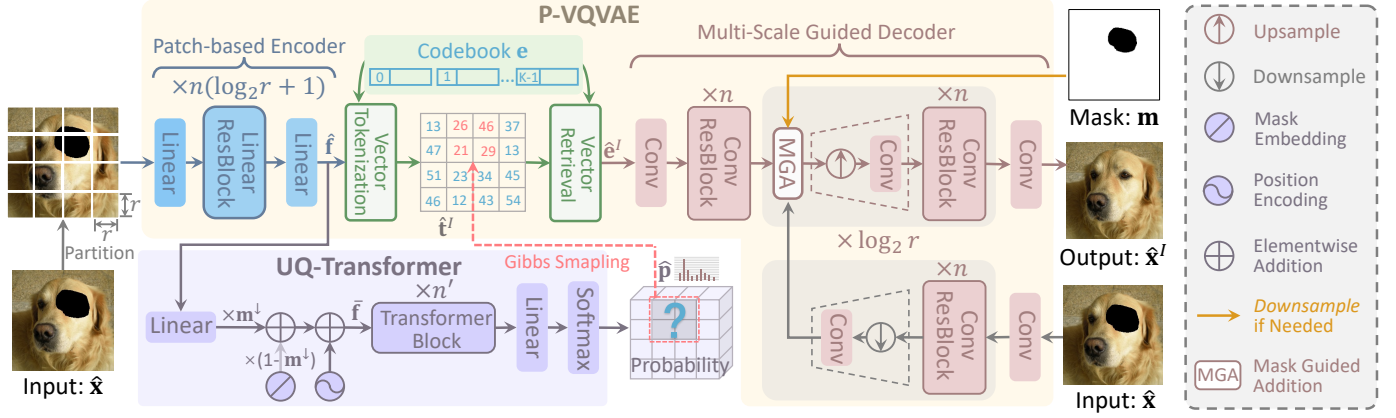 P-VQVAE
Patch-based Encoder
×n(log₂r + 1)
Linear
Linear
ResBlock
Linear
f̂
Codebook e
0
1
...
K-1
Vector
Tokenization
13 26 46 37
47 21 29 13
51 23 34 45
46 12 43 54
t̂ᴵ
Vector
Retrieval
êᴵ
Multi-Scale Guided Decoder
Conv
×n
Conv
ResBlock
MGA
Conv
×n
Conv
ResBlock
Conv
× log₂ r
×n
Conv
Conv
ResBlock
Conv
r
r
Partition
Input: x̂
UQ-Transformer
Linear
×m↓
×(1- m↓)
f̄
×n′
Transformer
Block
Linear
Softmax
Gibbs Smapling
p̂
?
Probability
Mask: m
Output: x̂ᴵ
Input: x̂
Upsample
Downsample
Mask
Embedding
Position
Encoding
Elementwise
Addition
Downsample
if Needed
MGA
Mask Guided
Addition